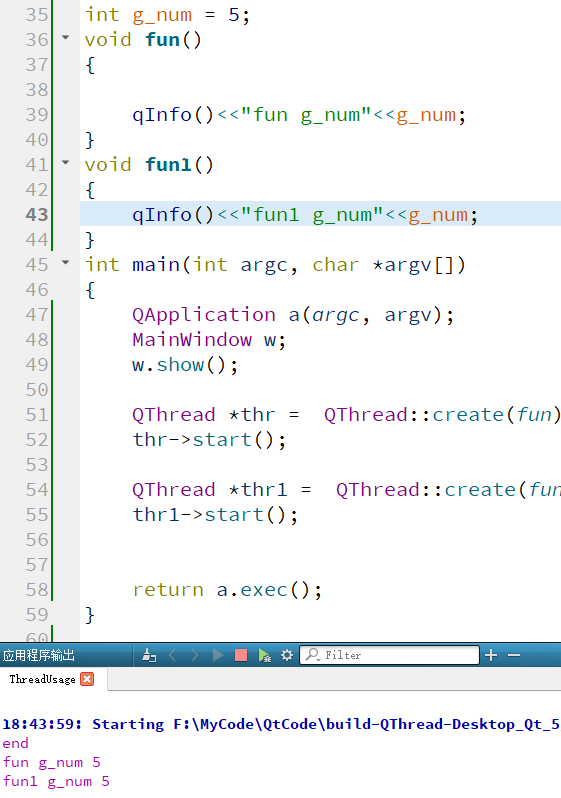 35 int g_num = 5;
36 void fun()
37 {
38
39 qInfo()<<"fun g_num"<<g_num;
40 }
41 void fun1()
42 {
43 qInfo()<<"fun1 g_num"<<g_num;
44 }
45 int main(int argc, char *argv[])
46 {
47 QApplication a(argc, argv);
48 MainWindow w;
49 w.show();
50
51 QThread *thr = QThread::create(fun)
52 thr->start();
53
54 QThread *thr1 = QThread::create(fun
55 thr1->start();
56
57
58 return a.exec();
59 }
60
应用程序输出 Filter
ThreadUsage
18:43:59: Starting F:\MyCode\QtCode\build-QThread-Desktop_Qt_5
end
fun g_num 5
fun1 g_num 5